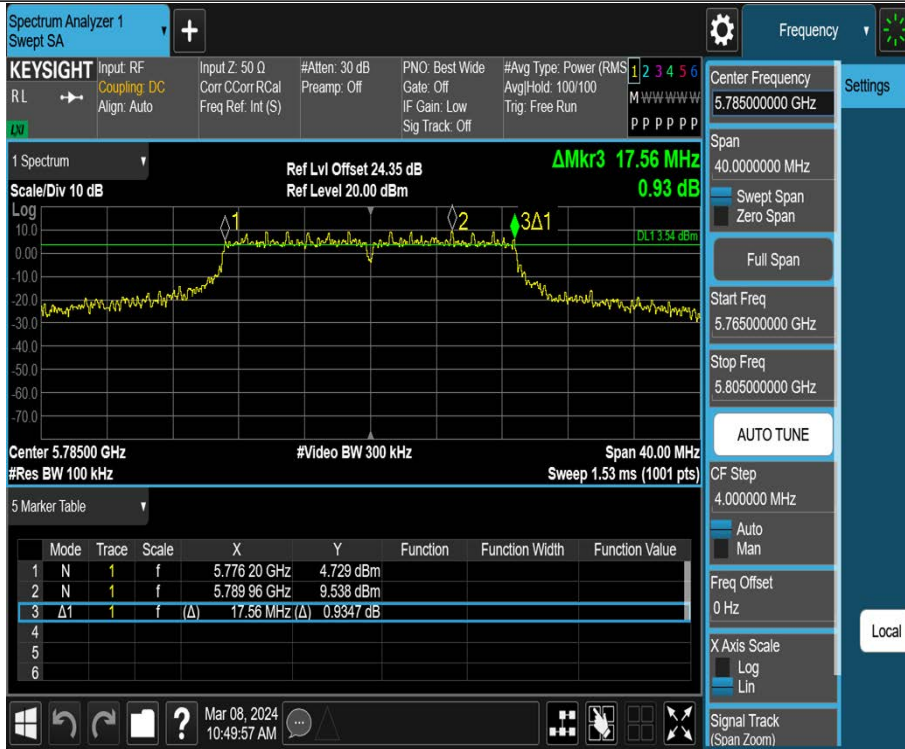 Spectrum Analyzer 1
Swept SA
+
Frequency
KEYSIGHT
RL
LXI
Input: RF
Coupling: DC
Align: Auto
Input Z: 50 Ω
Corr CCorr RCal
Freq Ref: Int (S)
#Atten: 30 dB
Preamp: Off
PNO: Best Wide
Gate: Off
IF Gain: Low
Sig Track: Off
#Avg Type: Power (RMS
Avg|Hold: 100/100
Trig: Free Run
1 2 3 4 5 6
M W W W W W
P P P P P P
1 Spectrum
Scale/Div 10 dB
Ref Lvl Offset 24.35 dB
Ref Level 20.00 dBm
ΔMkr3 17.56 MHz
0.93 dB
Log
10.0
0.00
-10.0
-20.0
-30.0
-40.0
-50.0
-60.0
-70.0
1
2
3Δ1
DL1 3.54 dBm
Center 5.78500 GHz
#Res BW 100 kHz
#Video BW 300 kHz
Span 40.00 MHz
Sweep 1.53 ms (1001 pts)
5 Marker Table
Mode Trace Scale X Y Function Function Width Function Value
1 N 1 f 5.776 20 GHz 4.729 dBm
2 N 1 f 5.789 96 GHz 9.538 dBm
3 Δ1 1 f (Δ) 17.56 MHz (Δ) 0.9347 dB
4
5
6
?
Mar 08, 2024
10:49:57 AM
Center Frequency
5.785000000 GHz
Span
40.0000000 MHz
Swept Span
Zero Span
Full Span
Start Freq
5.765000000 GHz
Stop Freq
5.805000000 GHz
AUTO TUNE
CF Step
4.000000 MHz
Auto
Man
Freq Offset
0 Hz
X Axis Scale
Log
Lin
Signal Track
(Span Zoom)
Settings
Local